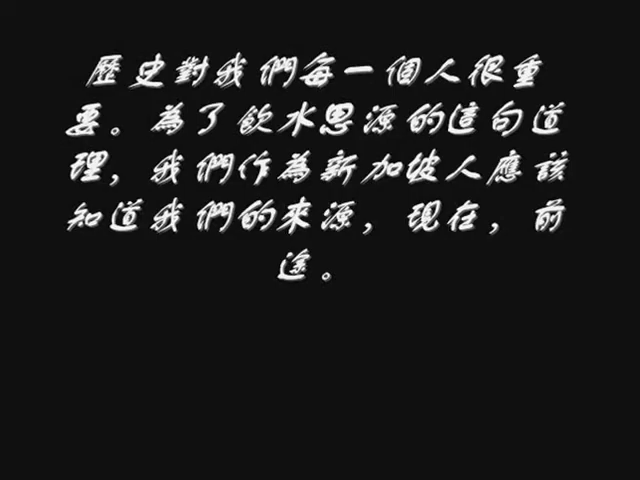 歷史對我們每一個人很重
要。為了飲水思源的這句道
理，我們作為新加坡人應該
知道我們的來源，現在，前
途。